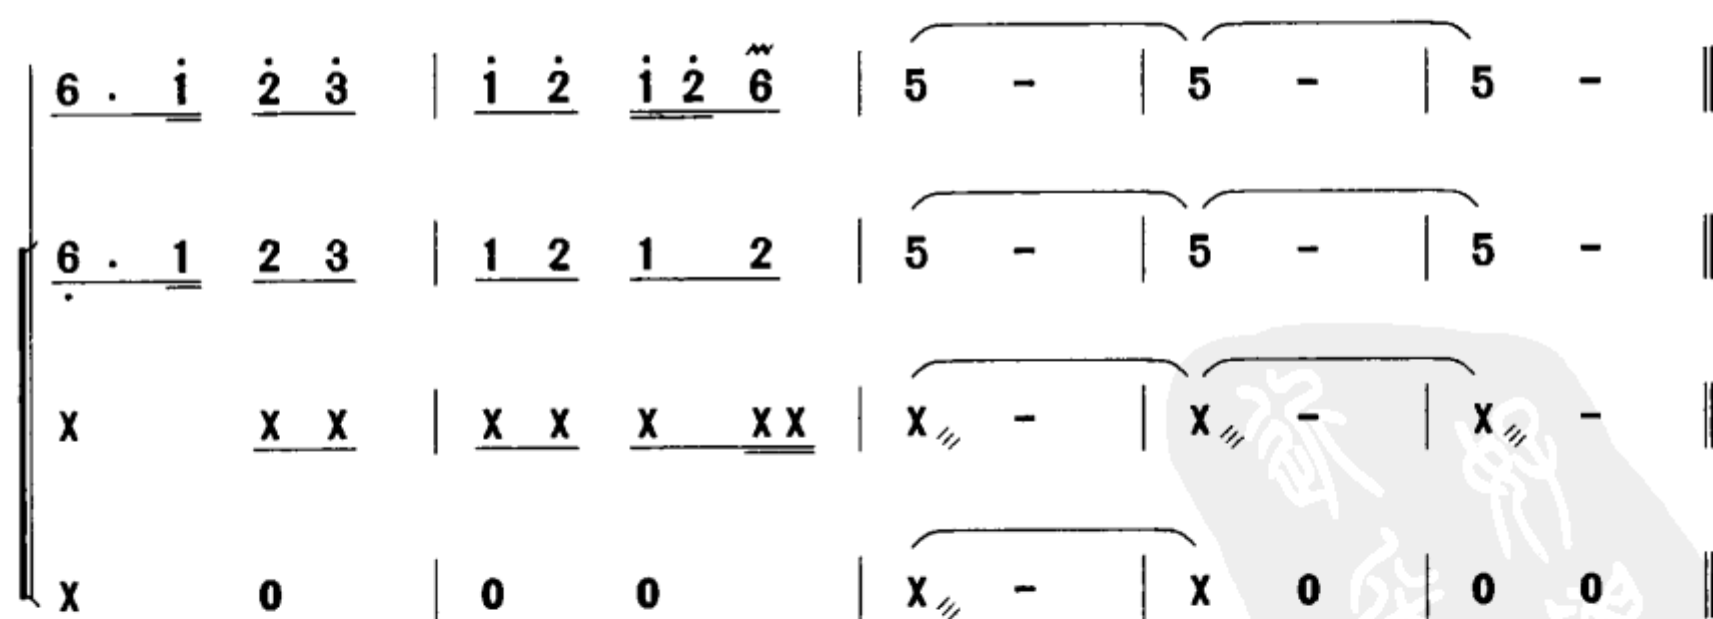 6 · i̇ 2̇ 3̇ | i̇ 2̇ i̇ 2̇ 6̇ | 5 - | 5 - | 5 - ‖
6̣ · 1 2 3 | 1 2 1 2 | 5 - | 5 - | 5 - ‖
X X X | X X X X X | X /// - | X /// - | X /// - ‖
X 0 | 0 0 | X /// - | X 0 | 0 0 ‖